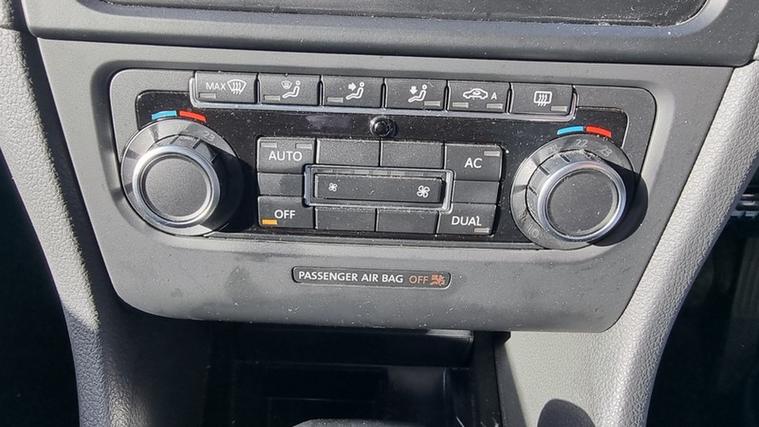 MAX
A
AUTO
AC
OFF
DUAL
PASSENGER AIR BAG OFF